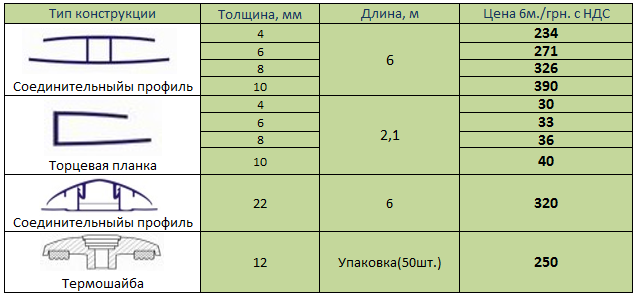 Тип конструкции Толщина, мм Длина, м Цена 6м./грн. с НДС
4 234
6 271
8 6 326
10 390
Соединительныйы профиль
4 30
6 33
2,1
8 36
10 40
Торцевая планка
22 6 320
Соединительныйы профиль
12 Упаковка(50шт.) 250
Термошайба